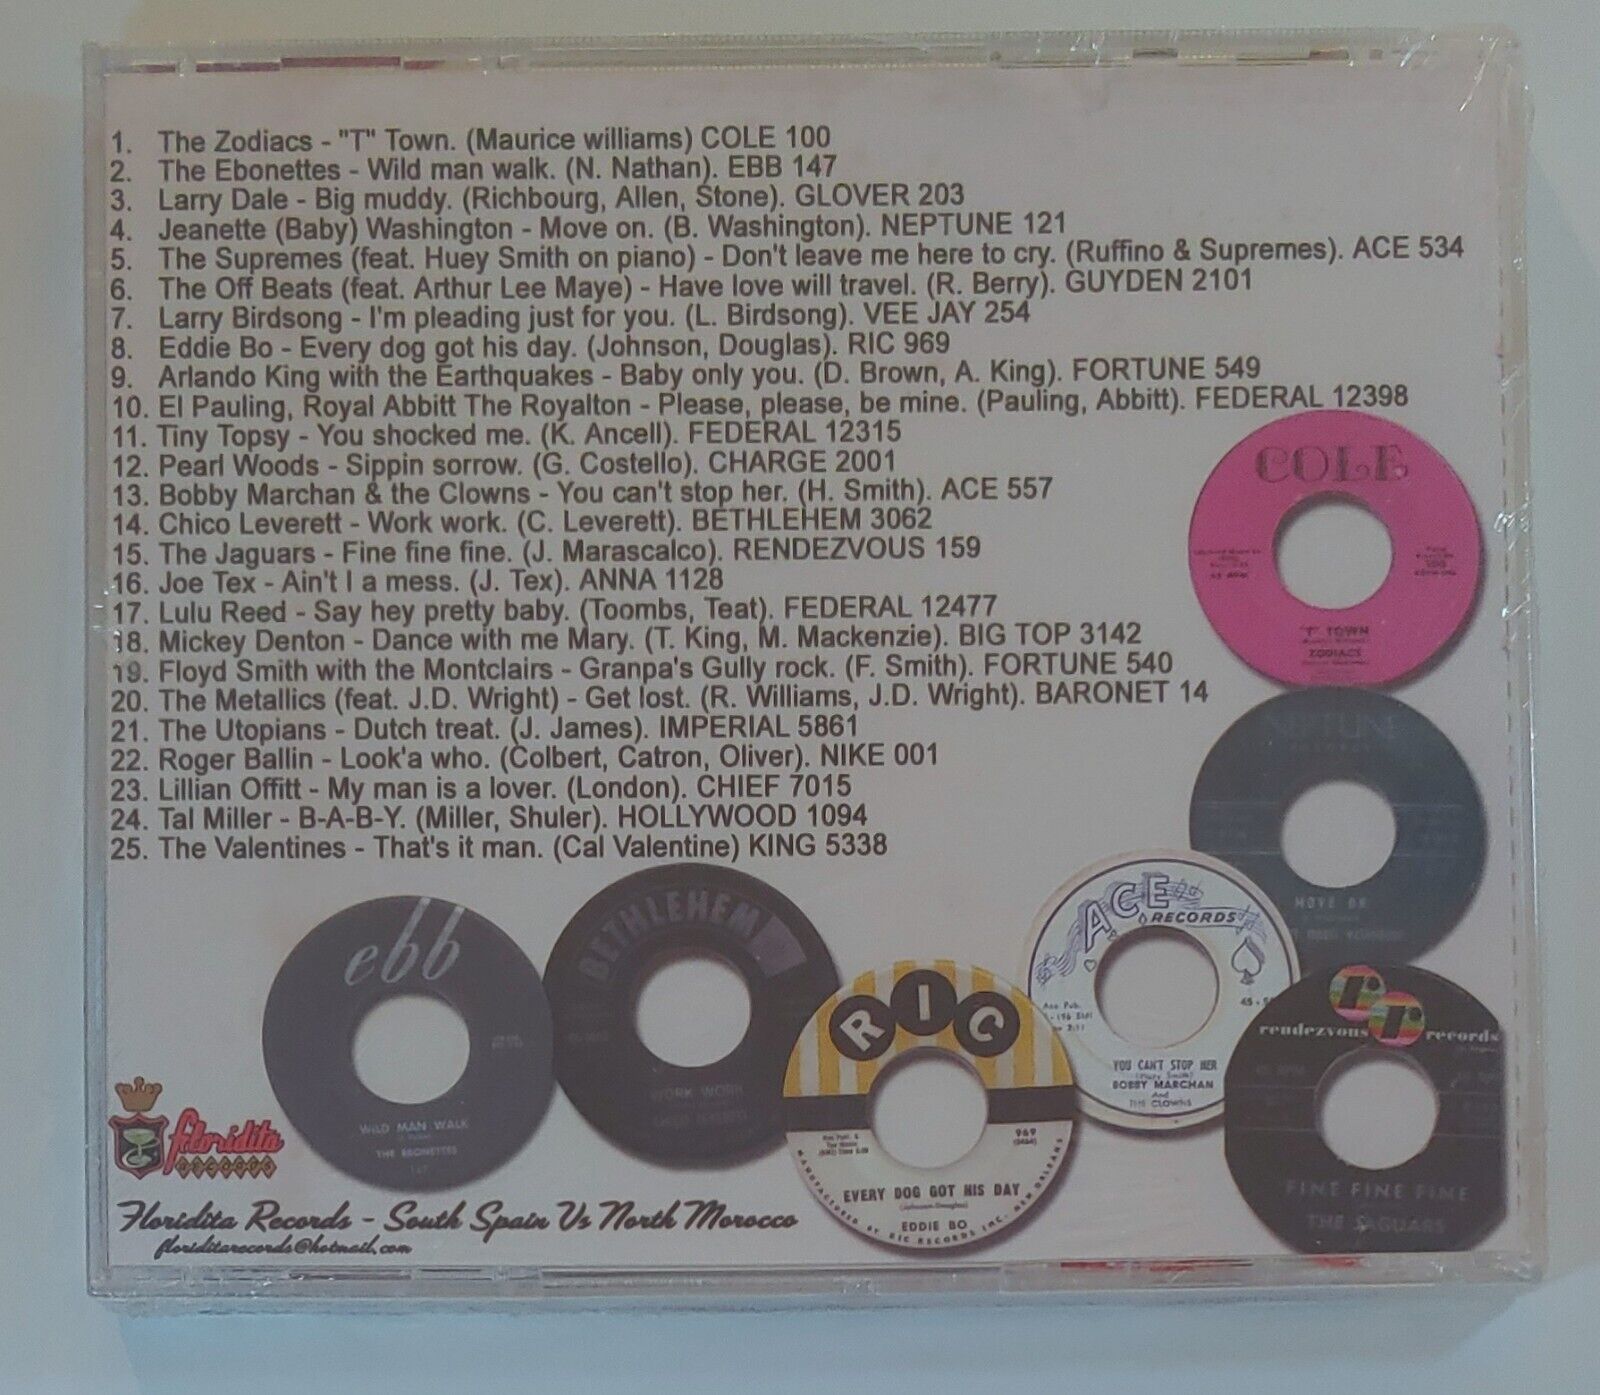 1. The Zodiacs - "T" Town. (Maurice williams) COLE 100
2. The Ebonettes - Wild man walk. (N. Nathan). EBB 147
3. Larry Dale - Big muddy. (Richbourg, Allen, Stone). GLOVER 203
4. Jeanette (Baby) Washington - Move on. (B. Washington). NEPTUNE 121
5. The Supremes (feat. Huey Smith on piano) - Don't leave me here to cry. (Ruffino & Supremes). ACE 534
6. The Off Beats (feat. Arthur Lee Maye) - Have love will travel. (R. Berry). GUYDEN 2101
7. Larry Birdsong - I'm pleading just for you. (L. Birdsong). VEE JAY 254
8. Eddie Bo - Every dog got his day. (Johnson, Douglas). RIC 969
9. Arlando King with the Earthquakes - Baby only you. (D. Brown, A. King). FORTUNE 549
10. El Pauling, Royal Abbitt The Royalton - Please, please, be mine. (Pauling, Abbitt). FEDERAL 12398
11. Tiny Topsy - You shocked me. (K. Ancell). FEDERAL 12315
12. Pearl Woods - Sippin sorrow. (G. Costello). CHARGE 2001
13. Bobby Marchan & the Clowns - You can't stop her. (H. Smith). ACE 557
14. Chico Leverett - Work work. (C. Leverett). BETHLEHEM 3062
15. The Jaguars - Fine fine fine. (J. Marascalco). RENDEZVOUS 159
16. Joe Tex - Ain't I a mess. (J. Tex). ANNA 1128
17. Lulu Reed - Say hey pretty baby. (Toombs, Teat). FEDERAL 12477
18. Mickey Denton - Dance with me Mary. (T. King, M. Mackenzie). BIG TOP 3142
19. Floyd Smith with the Montclairs - Granpa's Gully rock. (F. Smith). FORTUNE 540
20. The Metallics (feat. J.D. Wright) - Get lost. (R. Williams, J.D. Wright). BARONET 14
21. The Utopians - Dutch treat. (J. James). IMPERIAL 5861
22. Roger Ballin - Look'a who. (Colbert, Catron, Oliver). NIKE 001
23. Lillian Offitt - My man is a lover. (London). CHIEF 7015
24. Tal Miller - B-A-B-Y. (Miller, Shuler). HOLLYWOOD 1094
25. The Valentines - That's it man. (Cal Valentine) KING 5338
COLE
"T" TOWN
ZODIACS
NEPTUNE
MOVE ON
ACE
RECORDS
YOU CAN'T STOP HER
BOBBY MARCHAN
And
THE CLOWNS
rendezvous records
FINE FINE FINE
THE JAGUARS
ebb
WILD MAN WALK
THE EBONETTES
147
BETHLEHEM
WORK WORK
RIC
969
EVERY DOG GOT HIS DAY
(Johnson-Douglas)
EDDIE BO
MANUFACTURED BY RIC RECORDS INC. NEW ORLEANS
floridita
Floridita Records - South Spain Vs North Morocco
floriditarecords@hotmail.com